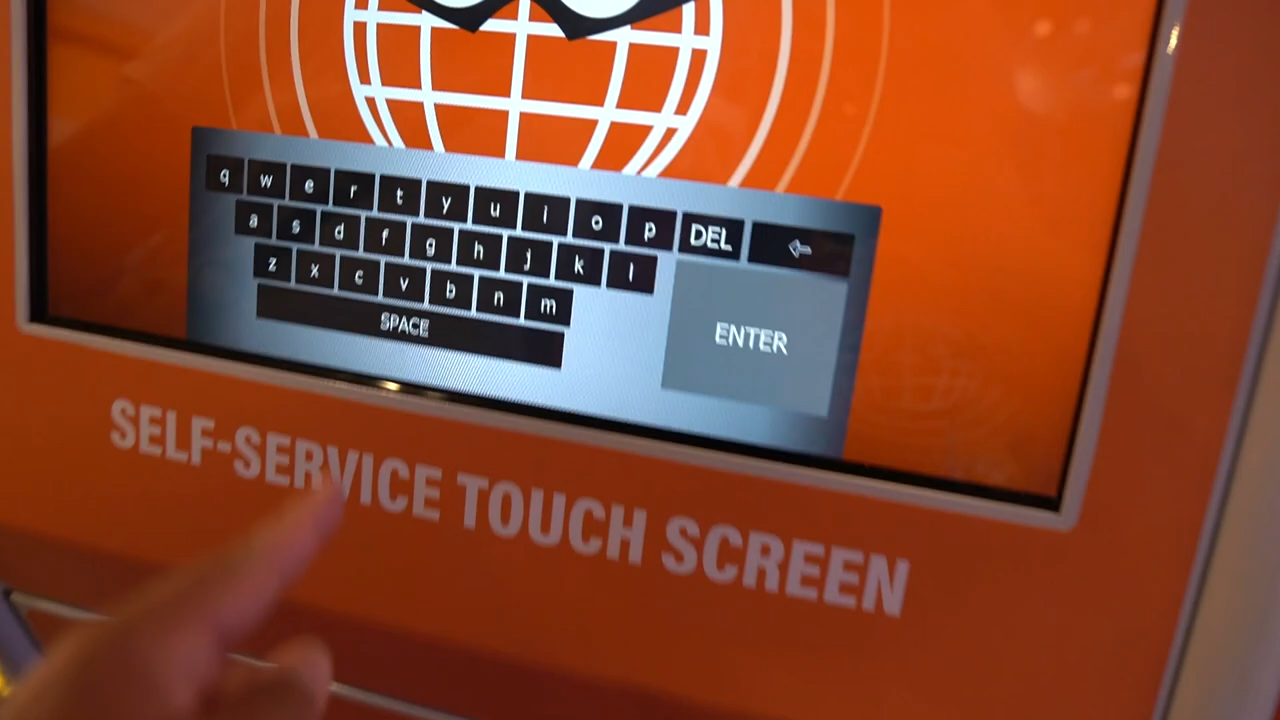 q w e r t y u i o p DEL
a s d f g h j k l
z x c v b n m
SPACE
ENTER
SELF-SERVICE TOUCH SCREEN